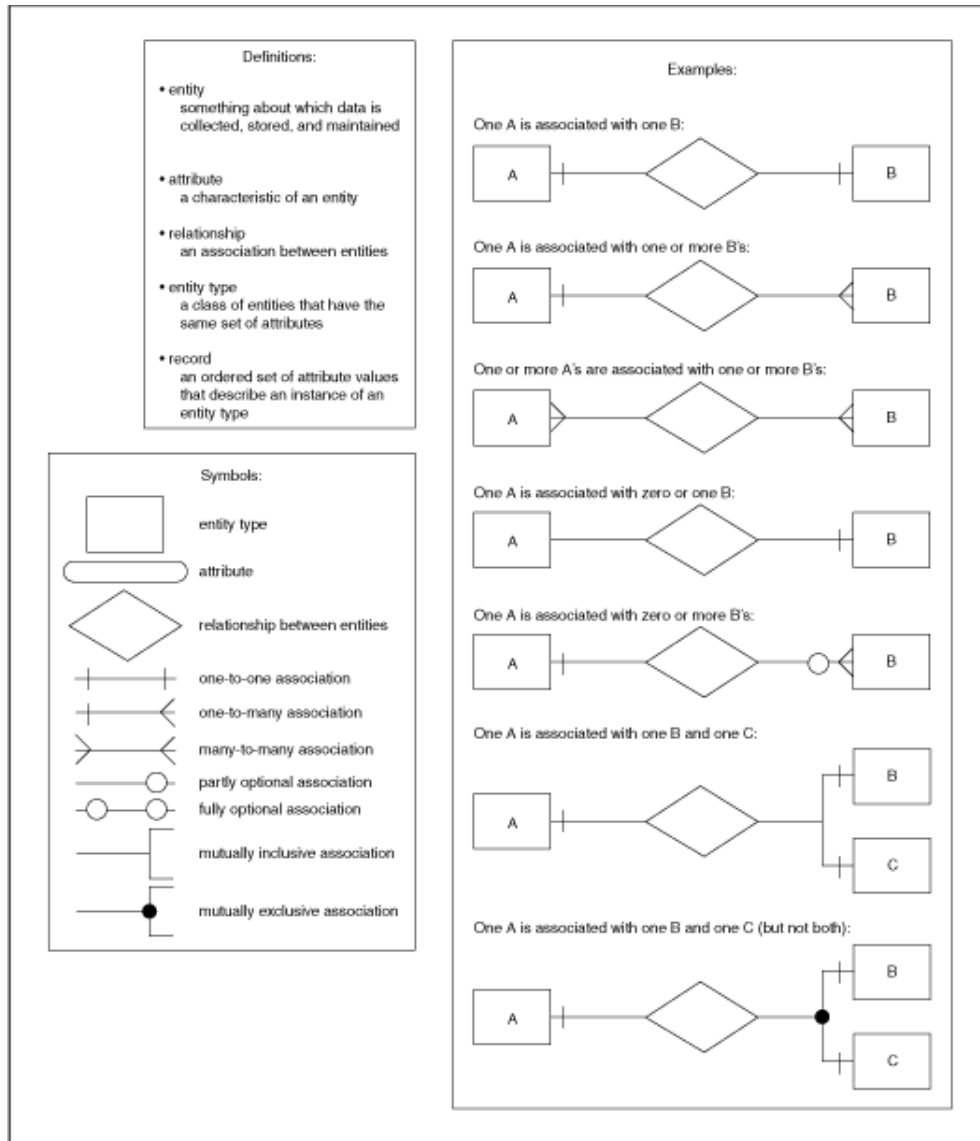 Definitions:
• entity
something about which data is
collected, stored, and maintained
• attribute
a characteristic of an entity
• relationship
an association between entities
• entity type
a class of entities that have the
same set of attributes
• record
an ordered set of attribute values
that describe an instance of an
entity type
Symbols:
entity type
attribute
relationship between entities
one-to-one association
one-to-many association
many-to-many association
partly optional association
fully optional association
mutually inclusive association
mutually exclusive association
Examples:
One A is associated with one B:
A
B
One A is associated with one or more B's:
A
B
One or more A's are associated with one or more B's:
A
B
One A is associated with zero or one B:
A
B
One A is associated with zero or more B's:
A
B
One A is associated with one B and one C:
A
B
C
One A is associated with one B and one C (but not both):
A
B
C